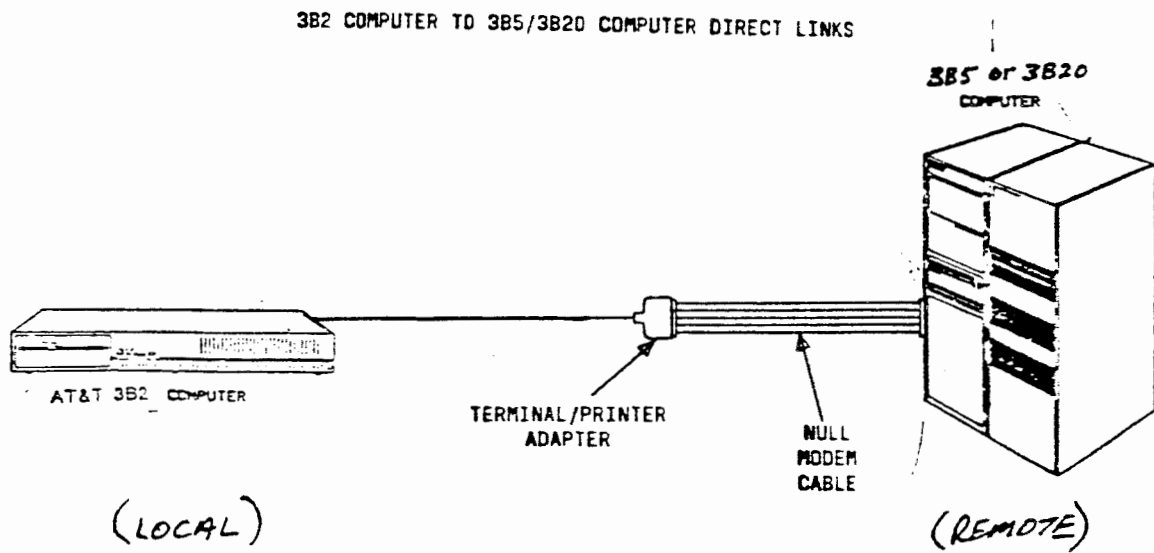 3B2 COMPUTER TO 3B5/3B20 COMPUTER DIRECT LINKS
3B5 or 3B20
COMPUTER
AT&T 3B2 COMPUTER
TERMINAL/PRINTER
ADAPTER
NULL
MODEM
CABLE
(LOCAL)
(REMOTE)